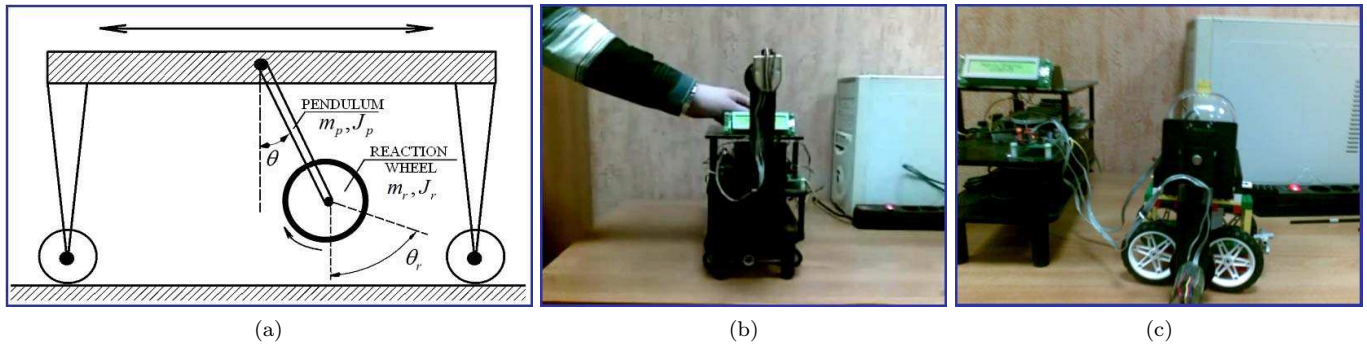 PENDULUM
m_p, J_p
θ
REACTION
WHEEL
m_r, J_r
θ_r
(a)
(b)
(c)